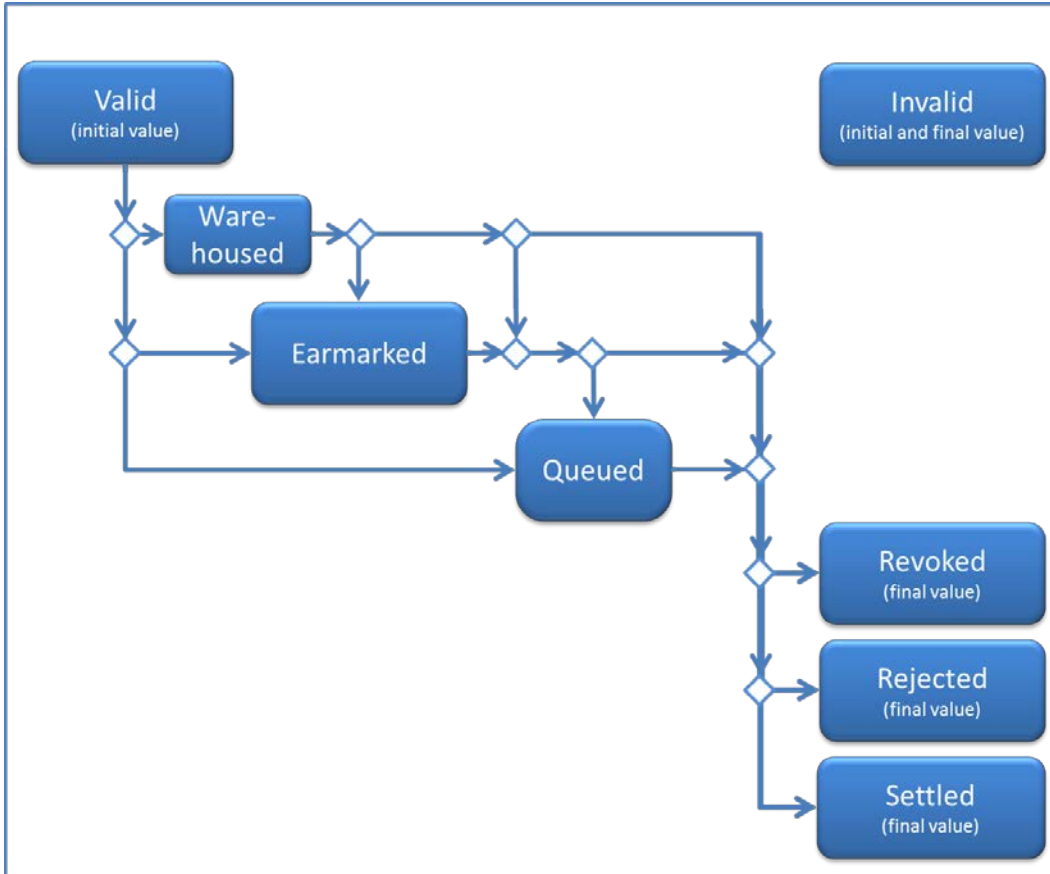 Valid
(initial value)
Invalid
(initial and final value)
Ware-
housed
Earmarked
Queued
Revoked
(final value)
Rejected
(final value)
Settled
(final value)